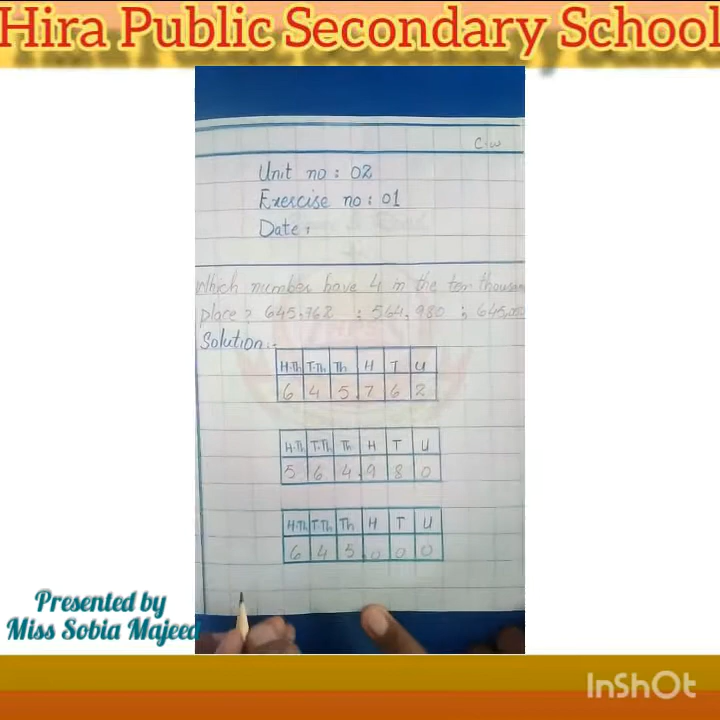 Hira Public Secondary School
C.W
Unit no : 02
Exercise no : 01
Date :
Which number have 4 in the ten thousan
place? 645,762 ; 564,980 ; 645,000
Solution:-
H.Th T.Th Th H T U
6 4 5,7 6 2
H.Th T.Th Th H T U
5 6 4,9 8 0
H.Th T.Th Th H T U
6 4 5,0 0 0
Presented by
Miss Sobia Majeed
InShOt